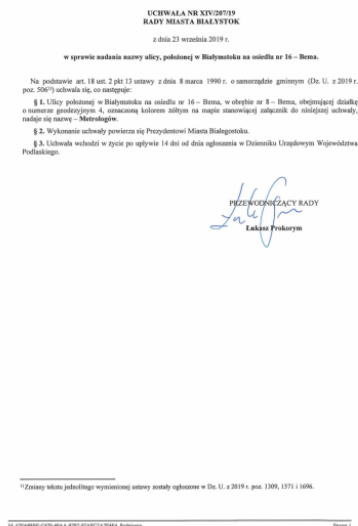 UCHWAŁA NR XIV/207/19
RADY MIASTA BIAŁYSTOK
z dnia 23 września 2019 r.
w sprawie nadania nazwy ulicy, położonej w Białymstoku na osiedlu nr 16 – Bema.
Na podstawie art. 18 ust. 2 pkt 13 ustawy z dnia 8 marca 1990 r. o samorządzie gminnym (Dz. U. z 2019 r.
poz. 506¹⁾) uchwala się, co następuje:
§ 1. Ulicy położonej w Białymstoku na osiedlu nr 16 – Bema, w obrębie nr 8 – Bema, obejmującej działkę
o numerze geodezyjnym 4, oznaczoną kolorem żółtym na mapie stanowiącej załącznik do niniejszej uchwały,
nadaje się nazwę – Metrologów.
§ 2. Wykonanie uchwały powierza się Prezydentowi Miasta Białegostoku.
§ 3. Uchwała wchodzi w życie po upływie 14 dni od dnia ogłoszenia w Dzienniku Urzędowym Województwa
Podlaskiego.
PRZEWODNICZĄCY RADY
Łukasz Prokorym
¹⁾ Zmiany tekstu jednolitego wymienionej ustawy zostały ogłoszone w Dz. U. z 2019 r. poz. 1309, 1571 i 1696.
Strona 1